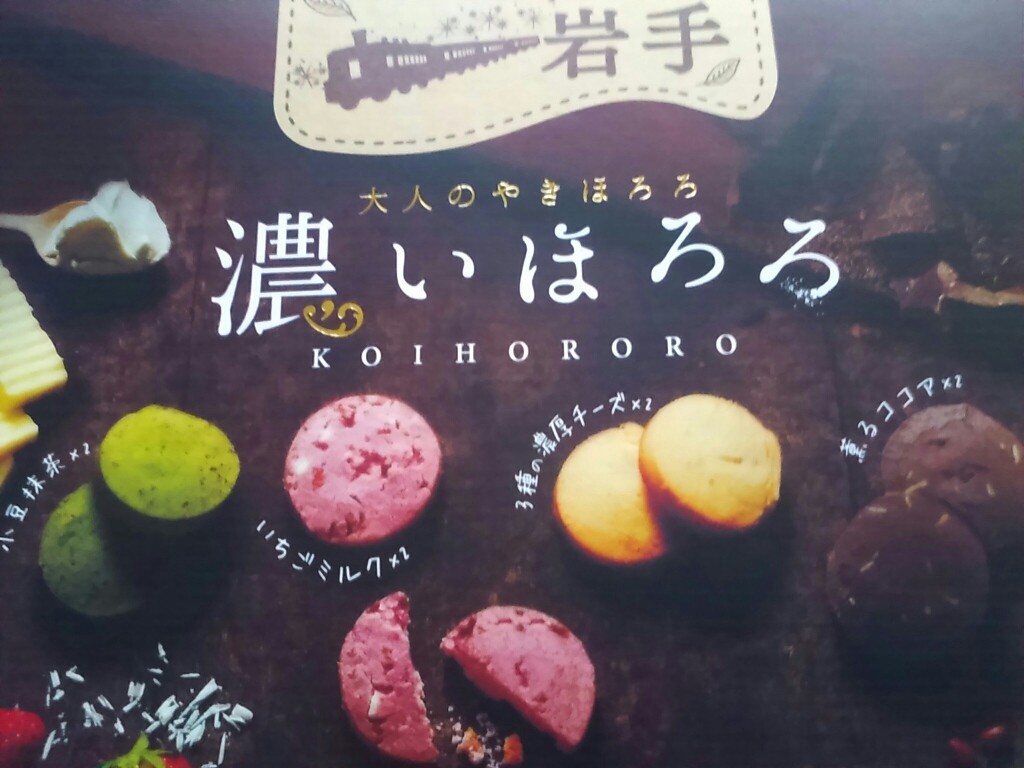 岩手
大人のやきほろろ
濃いほろろ
KOIHORORO
小豆抹茶×2
いちごミルク×2
3種の濃厚チーズ×2
薫るココア×2